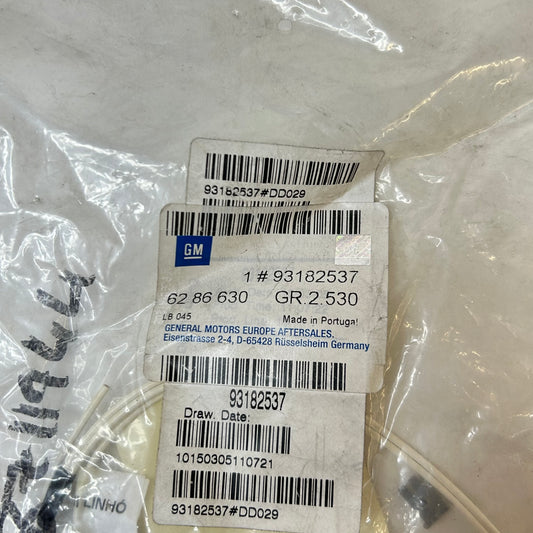 93182537#DD029
GM
1 # 93182537
62 86 630 GR.2 530
LB 045 Made in Portugal
GENERAL MOTORS EUROPE AFTERSALES.
Eisenstrasse 2-4, D-65428 Rüsselsheim Germany
93182537
Draw. Date:
10150305110721
93182537#DD029
LINHÓ